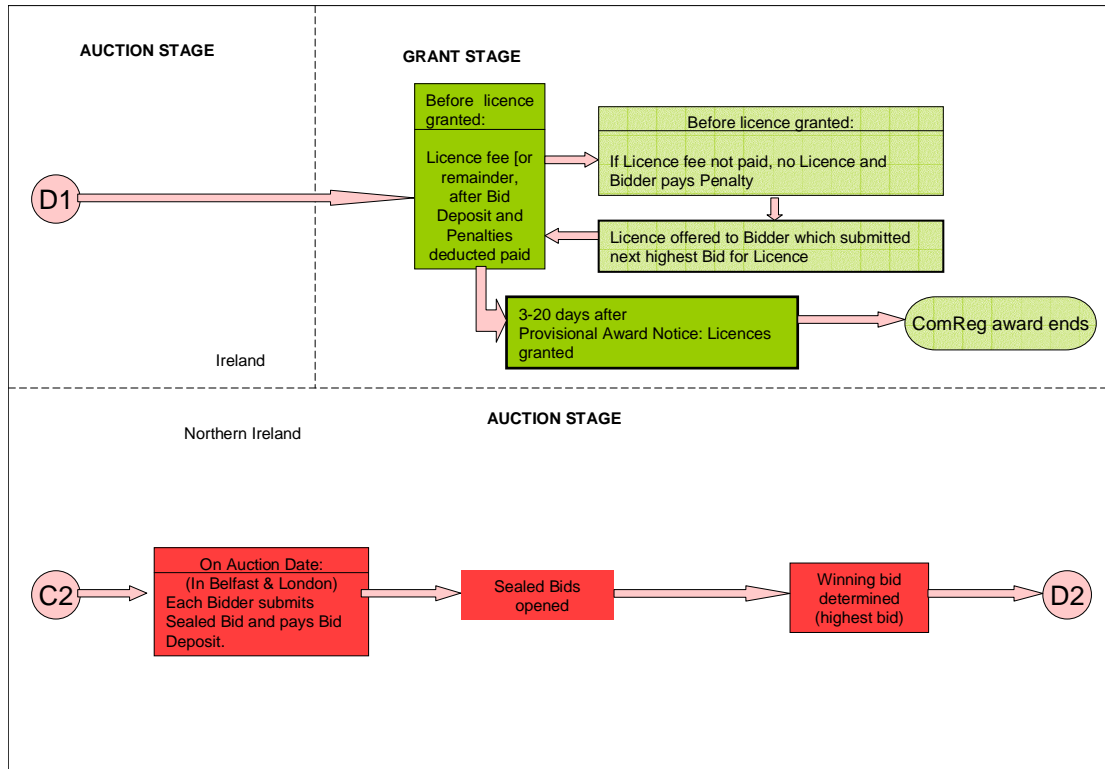 AUCTION STAGE
GRANT STAGE
Before licence
granted:
Licence fee [or
remainder,
after Bid
Deposit and
Penalties
deducted paid
Before licence granted:
If Licence fee not paid, no Licence and
Bidder pays Penalty
D1
Licence offered to Bidder which submitted
next highest Bid for Licence
3-20 days after
Provisional Award Notice: Licences
granted
ComReg award ends
Ireland
AUCTION STAGE
Northern Ireland
C2
On Auction Date:
(In Belfast & London)
Each Bidder submits
Sealed Bid and pays Bid
Deposit.
Sealed Bids
opened
Winning bid
determined
(highest bid)
D2